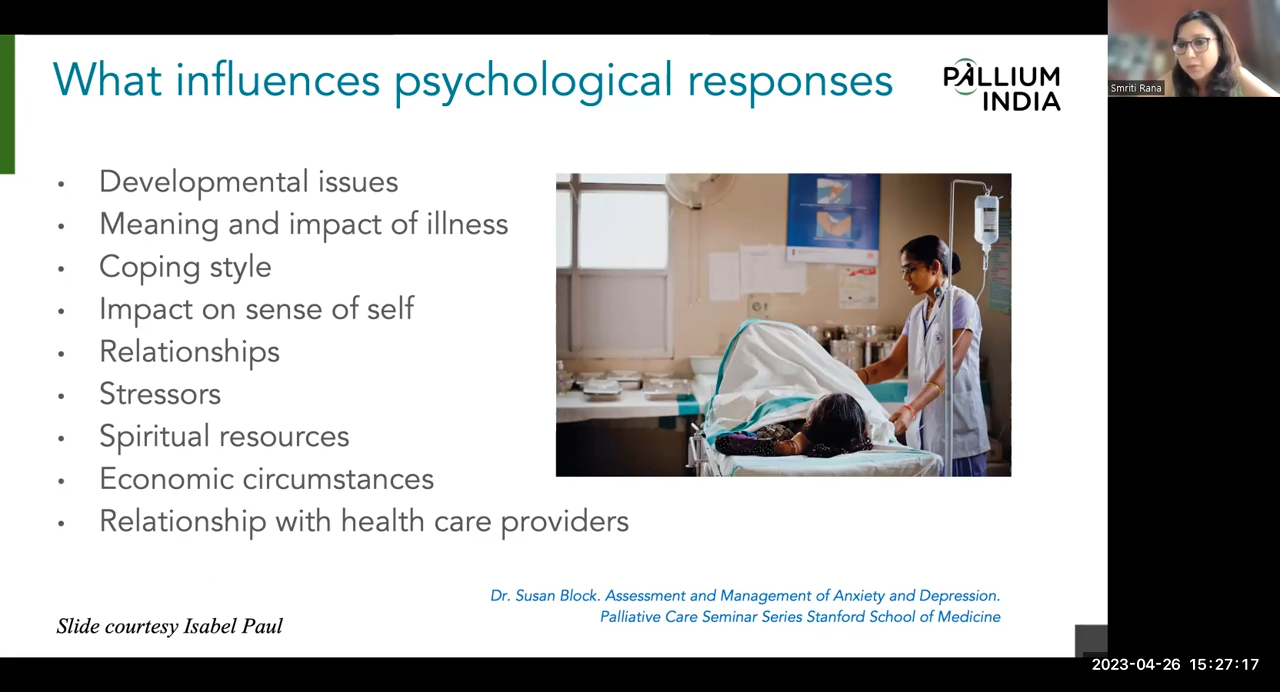 What influences psychological responses
PALLIUM
INDIA
Smriti Rana
• Developmental issues
• Meaning and impact of illness
• Coping style
• Impact on sense of self
• Relationships
• Stressors
• Spiritual resources
• Economic circumstances
• Relationship with health care providers
Dr. Susan Block. Assessment and Management of Anxiety and Depression.
Palliative Care Seminar Series Stanford School of Medicine
Slide courtesy Isabel Paul
2023-04-26 15:27:17